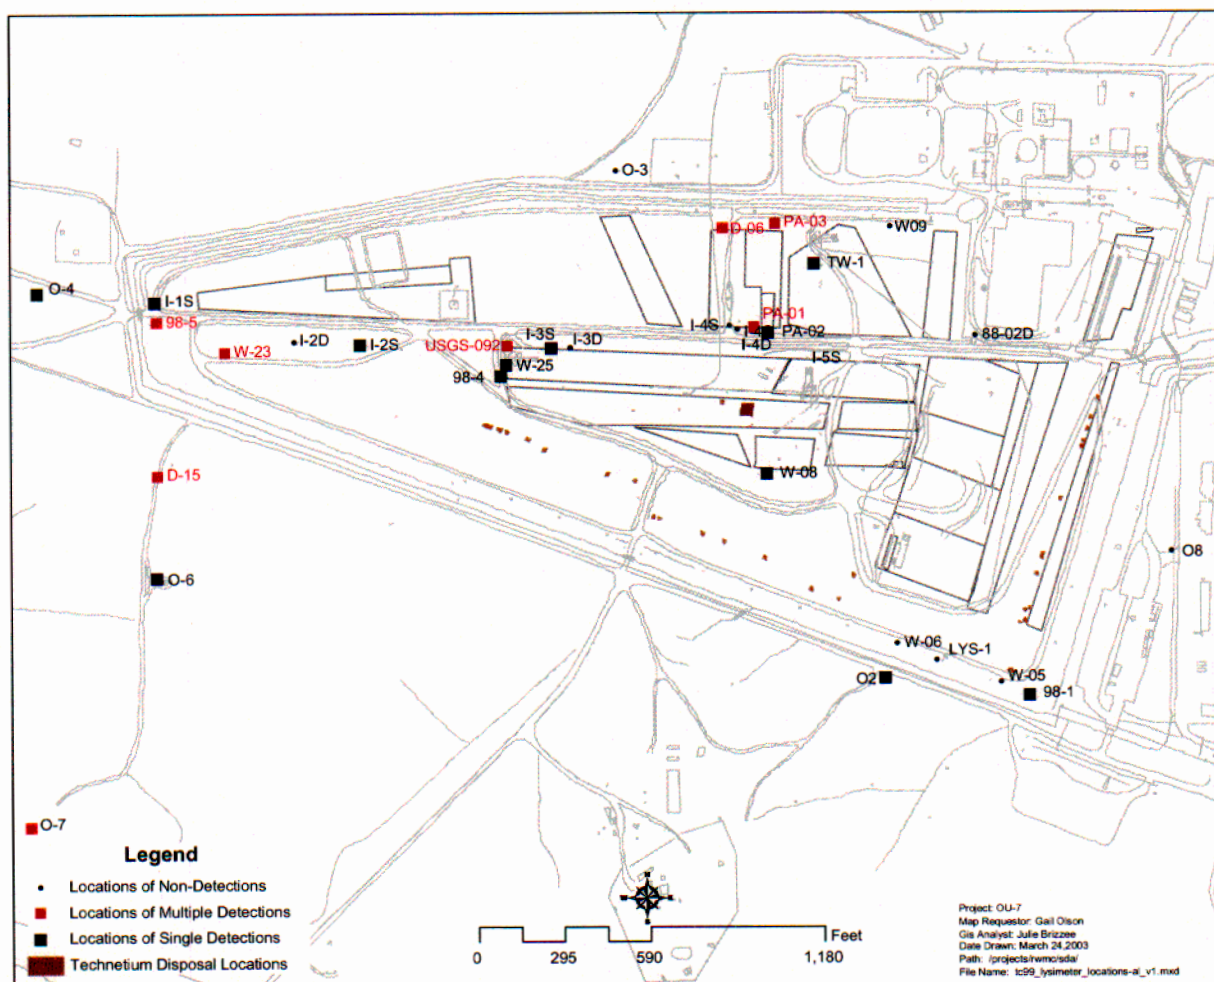 O-3
D-06
PA-03
W09
TW-1
O-4
I-1S
98-5
PA-01
I-4S
PA-02
I-4D
88-02D
I-2D
W-23
I-2S
USGS-092
I-3S
I-3D
I-5S
W-25
98-4
D-15
W-08
O8
O-6
W-06
LYS-1
O2
W-05
98-1
O-7
Legend
Locations of Non-Detections
Locations of Multiple Detections
Locations of Single Detections
Technetium Disposal Locations
Feet
0 295 590 1,180
Project: OU-7
Map Requestor: Gail Olson
Gis Analyst: Julie Brizzee
Date Drawn: March 24,2003
Path: /projects/rwmc/sda/
File Name: tc99_lysimeter_locations-al_v1.mxd